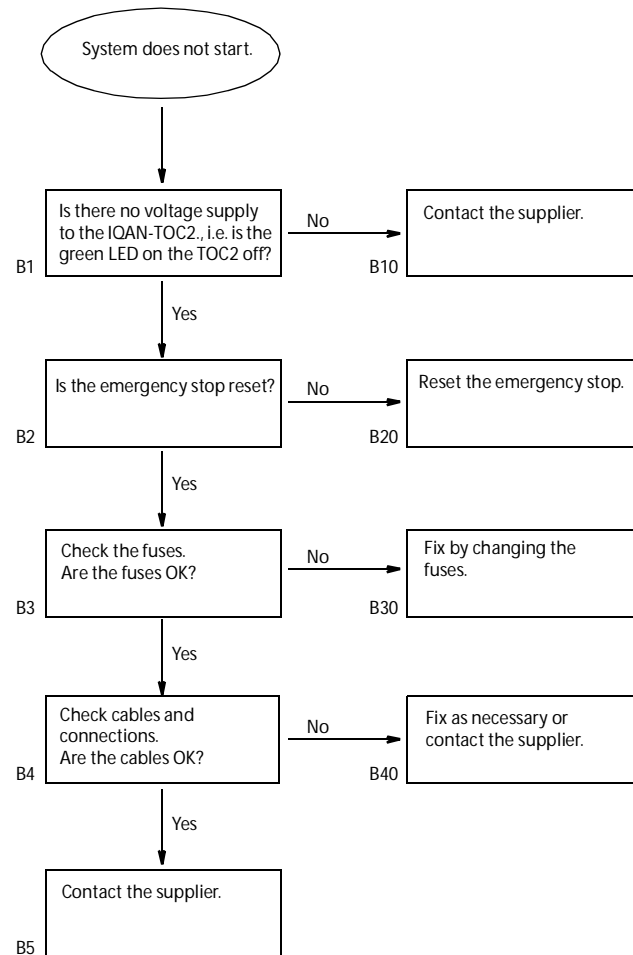 System does not start.
Is there no voltage supply
to the IQAN-TOC2., i.e. is the
green LED on the TOC2 off?
B1
No
Contact the supplier.
B10
Yes
Is the emergency stop reset?
B2
No
Reset the emergency stop.
B20
Yes
Check the fuses.
Are the fuses OK?
B3
No
Fix by changing the
fuses.
B30
Yes
Check cables and
connections.
Are the cables OK?
B4
No
Fix as necessary or
contact the supplier.
B40
Yes
Contact the supplier.
B5